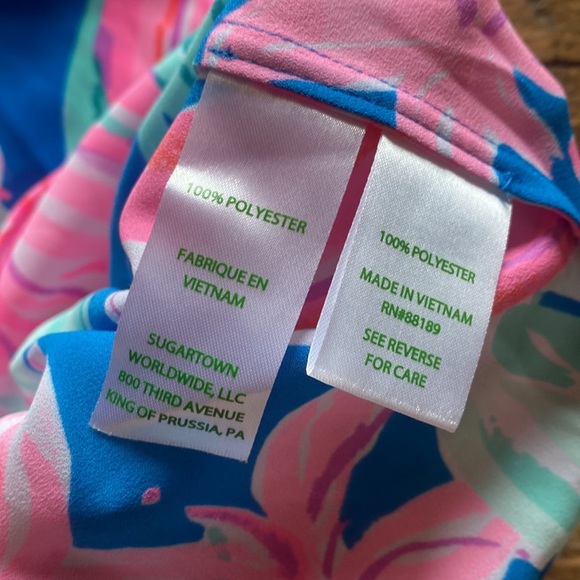 100% POLYESTER
FABRIQUE EN
VIETNAM
SUGARTOWN
WORLDWIDE, LLC
800 THIRD AVENUE
KING OF PRUSSIA, PA
100% POLYESTER
MADE IN VIETNAM
RN#88189
SEE REVERSE
FOR CARE